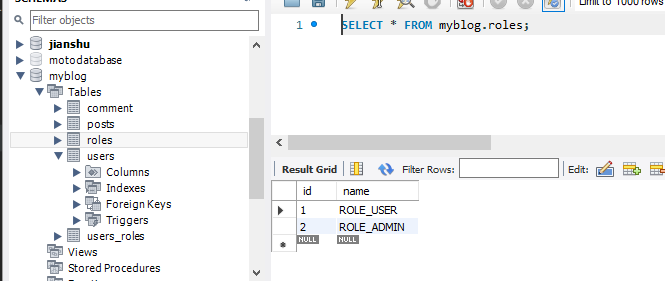 SCHEMAS
Filter objects
jianshu
motodatabase
myblog
Tables
comment
posts
roles
users
Columns
Indexes
Foreign Keys
Triggers
users_roles
Views
Stored Procedures
Limit to 1000 rows
1 SELECT * FROM myblog.roles;
Result Grid Filter Rows: Edit:
id name
1 ROLE_USER
2 ROLE_ADMIN
NULL NULL